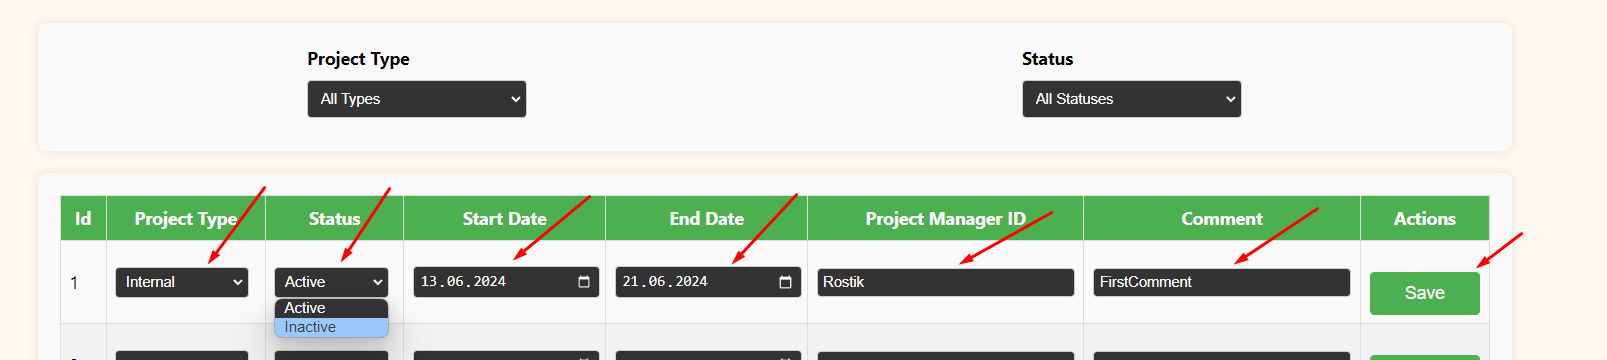 Project Type
Status
All Types
All Statuses
Id Project Type Status Start Date End Date Project Manager ID Comment Actions
1 Internal Active 13.06.2024 21.06.2024 Rostik FirstComment Save
Active
Inactive